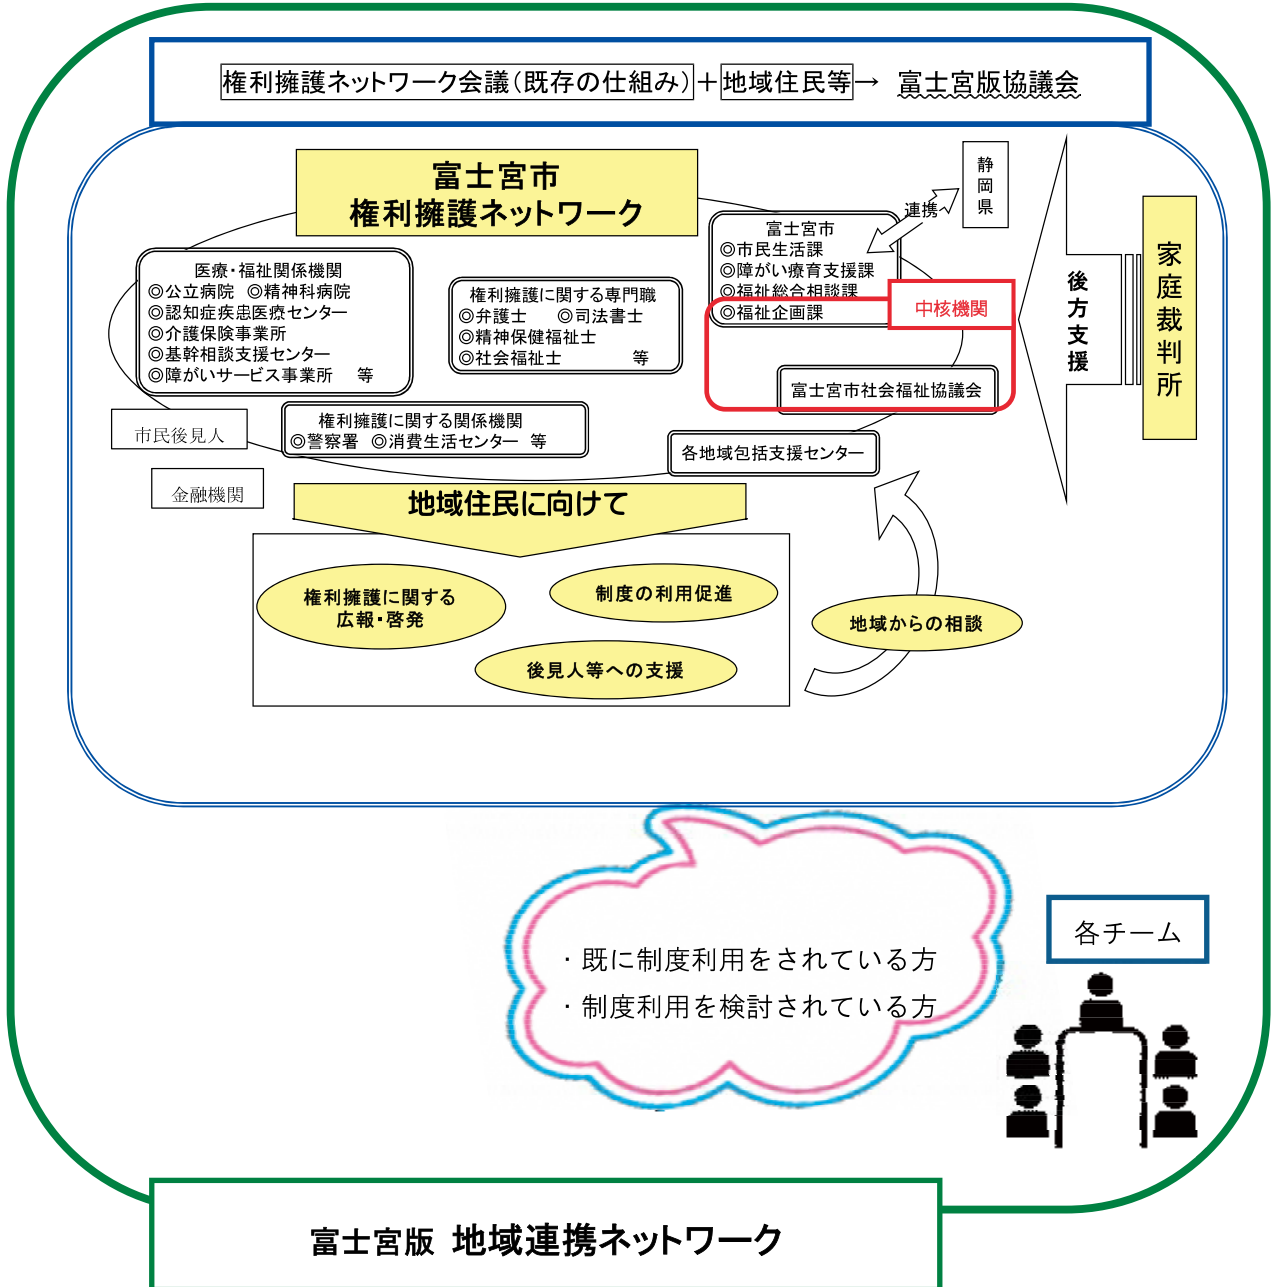 権利擁護ネットワーク会議(既存の仕組み)+地域住民等→ 富士宮版協議会
富士宮市
権利擁護ネットワーク
静岡県
連携へ
富士宮市
◎市民生活課
◎障がい療育支援課
◎福祉総合相談課
◎福祉企画課
中核機関
後方支援
家庭裁判所
医療・福祉関係機関
◎公立病院 ◎精神科病院
◎認知症疾患医療センター
◎介護保険事業所
◎基幹相談支援センター
◎障がいサービス事業所 等
権利擁護に関する専門職
◎弁護士 ◎司法書士
◎精神保健福祉士
◎社会福祉士 等
富士宮市社会福祉協議会
市民後見人
権利擁護に関する関係機関
◎警察署 ◎消費生活センター 等
各地域包括支援センター
金融機関
地域住民に向けて
権利擁護に関する
広報・啓発
制度の利用促進
後見人等への支援
地域からの相談
・既に制度利用をされている方
・制度利用を検討されている方
各チーム
富士宮版 地域連携ネットワーク